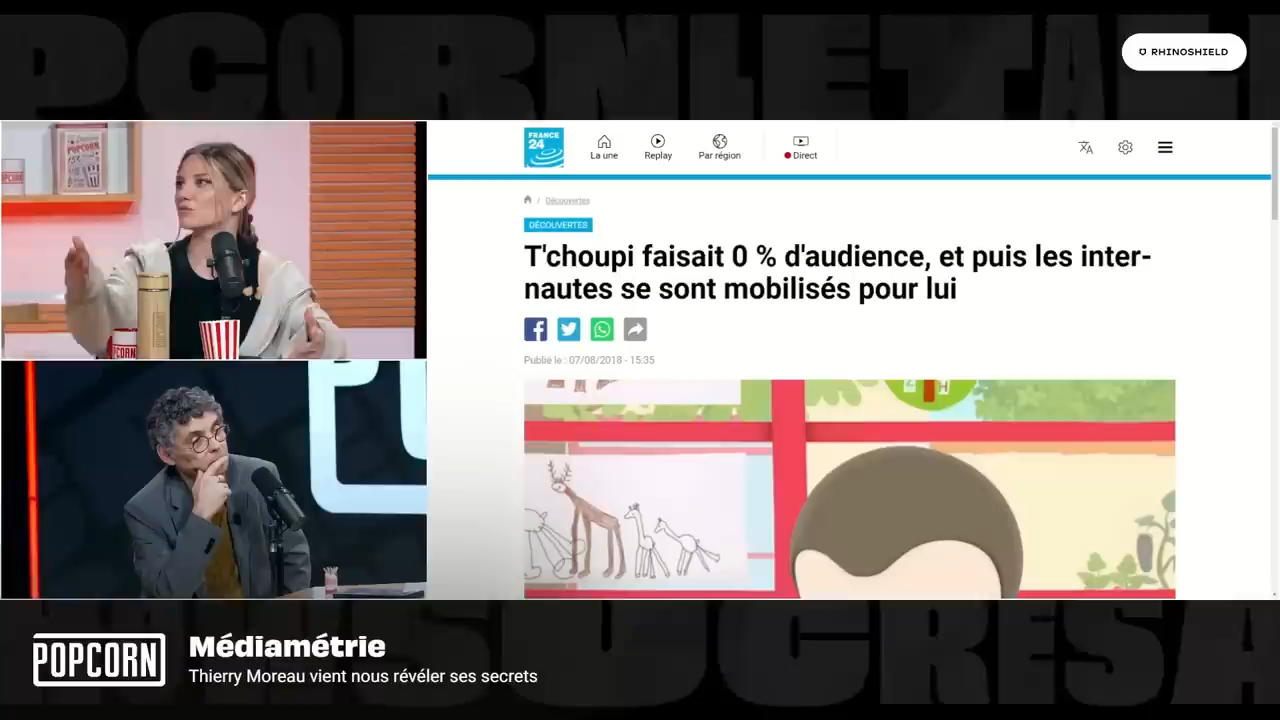 RHINOSHIELD
POPCORN
FRANCE
24
La une
Replay
Par région
Direct
/ Découvertes
DÉCOUVERTES
T'choupi faisait 0 % d'audience, et puis les inter-
nautes se sont mobilisés pour lui
Publié le : 07/08/2018 - 15:35
Z H
POPCORN
POPCORN
Médiamétrie
Thierry Moreau vient nous révéler ses secrets